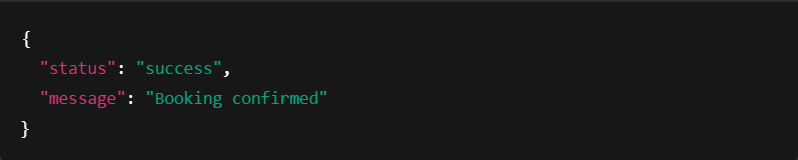 {
  "status": "success",
  "message": "Booking confirmed"
}